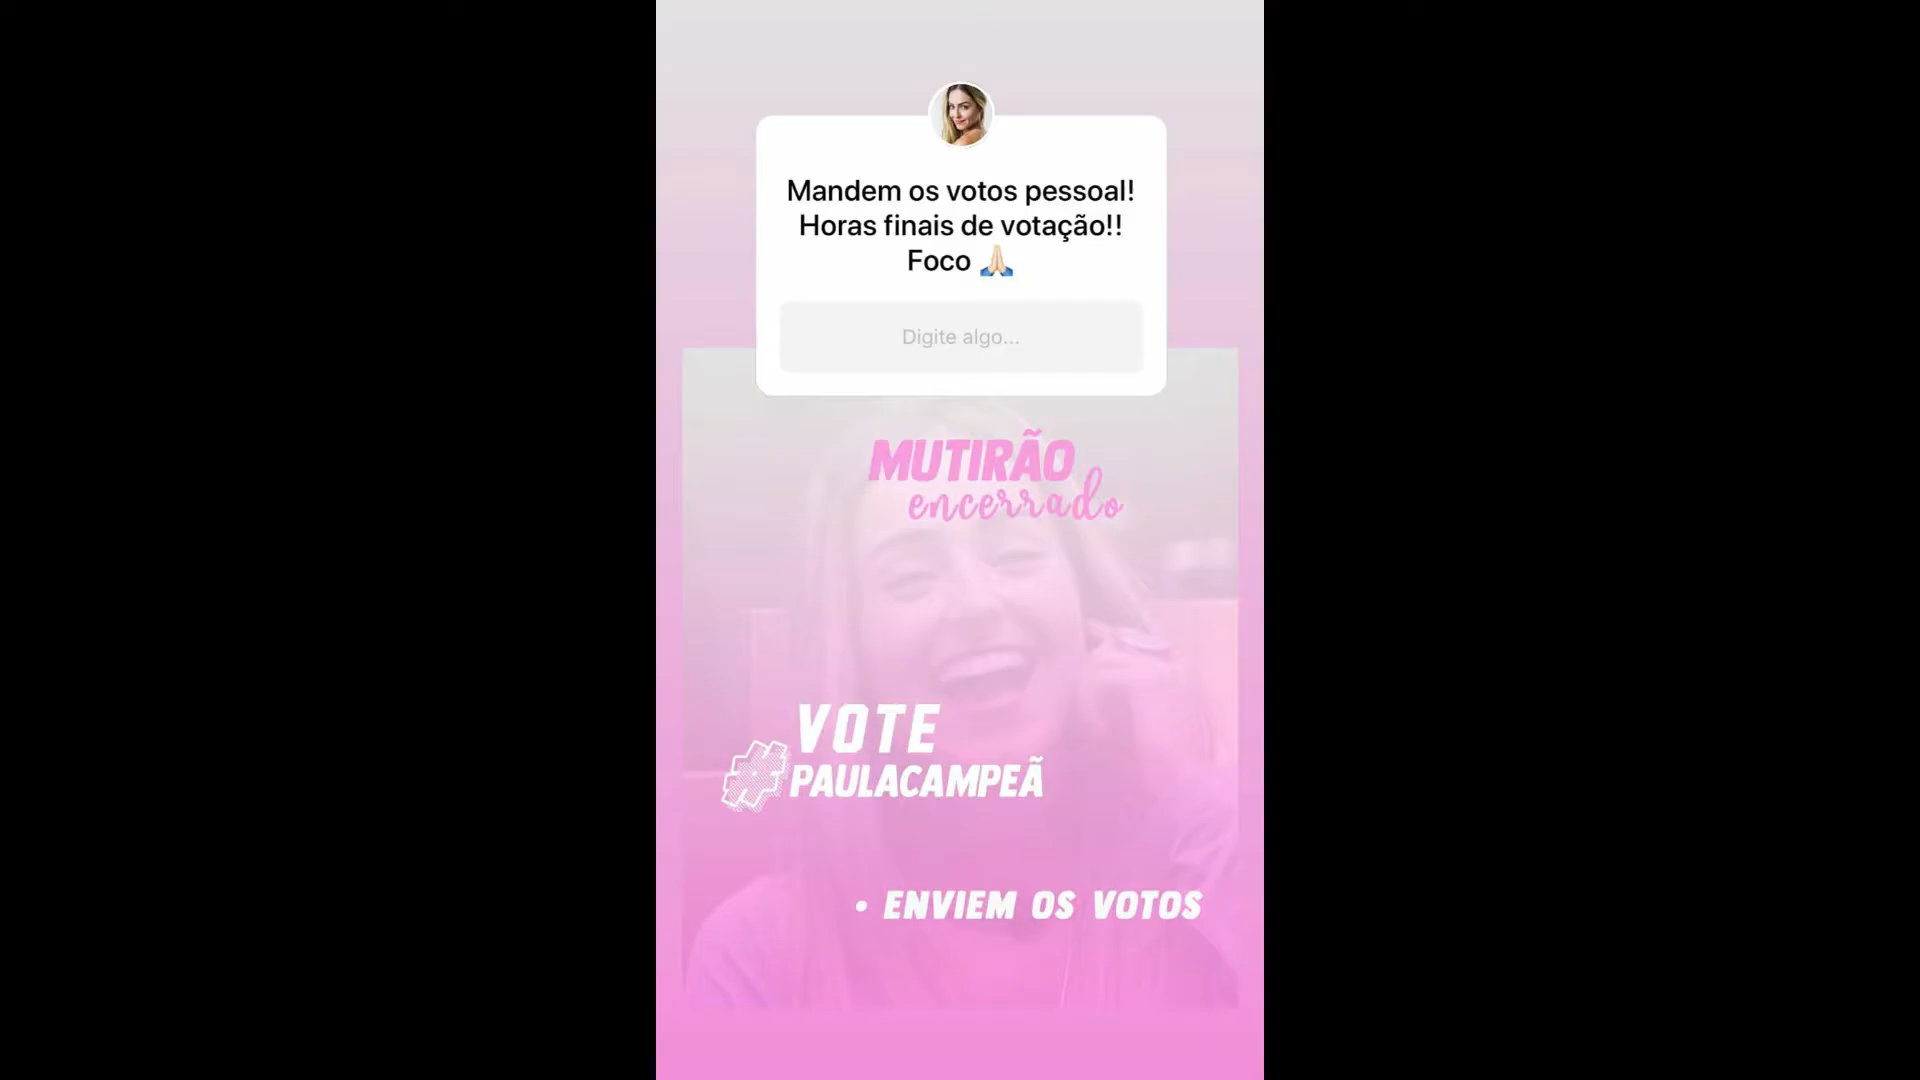 Mandem os votos pessoal!
Horas finais de votação!!
Foco 🙏🏻
Digite algo...
MUTIRÃO
encerrado
VOTE
#PAULACAMPEÃ
• ENVIEM OS VOTOS